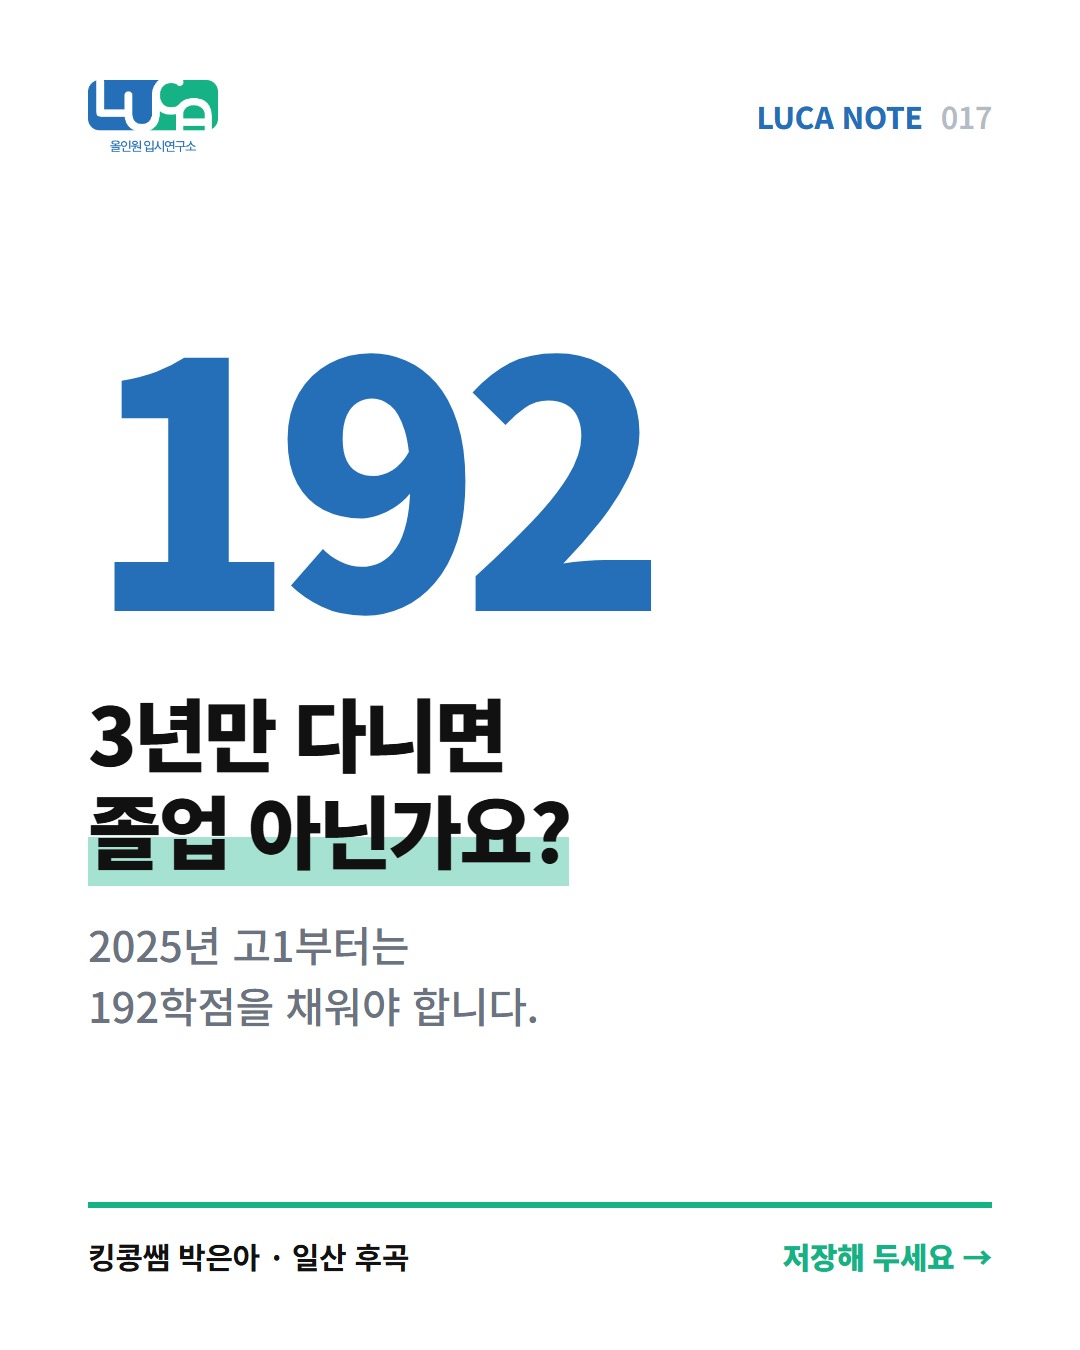 LUCA
올인원 입시연구소
LUCA NOTE 017
192
3년만 다니면
졸업 아닌가요?
2025년 고1부터는
192학점을 채워야 합니다.
킹콩쌤 박은아 · 일산 후곡
저장해 두세요 →